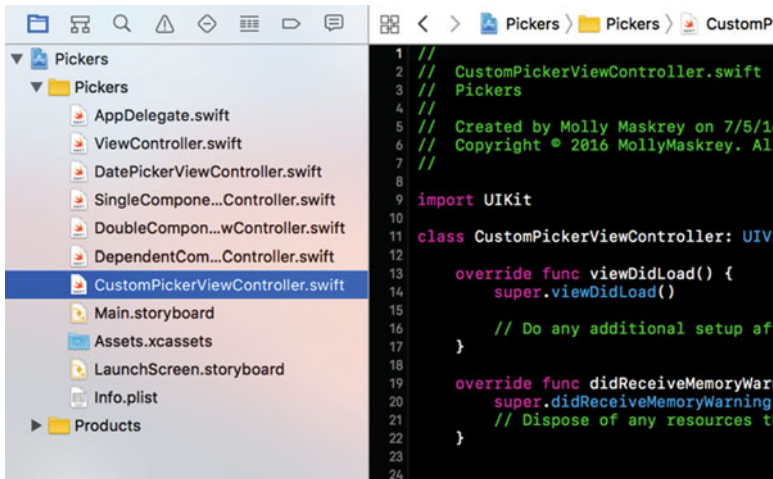 Pickers
Pickers
AppDelegate.swift
ViewController.swift
DatePickerViewController.swift
SingleCompone...Controller.swift
DoubleCompon...wController.swift
DependentCom...Controller.swift
CustomPickerViewController.swift
Main.storyboard
Assets.xcassets
LaunchScreen.storyboard
Info.plist
Products
Pickers 〉 Pickers 〉 CustomP
1 //
2 // CustomPickerViewController.swift
3 // Pickers
4 //
5 // Created by Molly Maskrey on 7/5/1
6 // Copyright © 2016 MollyMaskrey. Al
7 //
8
9 import UIKit
10
11 class CustomPickerViewController: UIV
12
13 override func viewDidLoad() {
14 super.viewDidLoad()
15
16 // Do any additional setup af
17 }
18
19 override func didReceiveMemoryWar
20 super.didReceiveMemoryWarning
21 // Dispose of any resources t
22 }
23
24